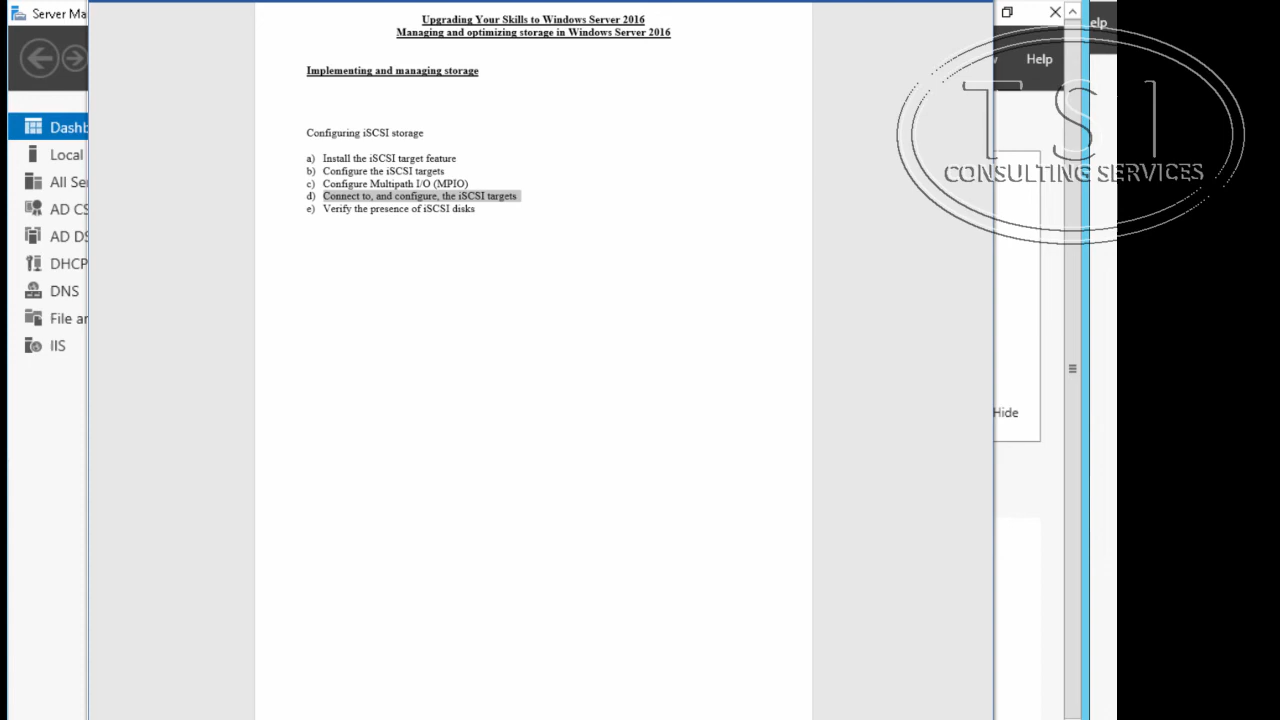 Server Ma
elp
Help
Upgrading Your Skills to Windows Server 2016
Managing and optimizing storage in Windows Server 2016
Implementing and managing storage
Configuring iSCSI storage
a) Install the iSCSI target feature
b) Configure the iSCSI targets
c) Configure Multipath I/O (MPIO)
d) Connect to, and configure, the iSCSI targets
e) Verify the presence of iSCSI disks
Dashb
Local
All Se
AD CS
AD DS
DHCP
DNS
File an
IIS
Hide
TSI
CONSULTING SERVICES